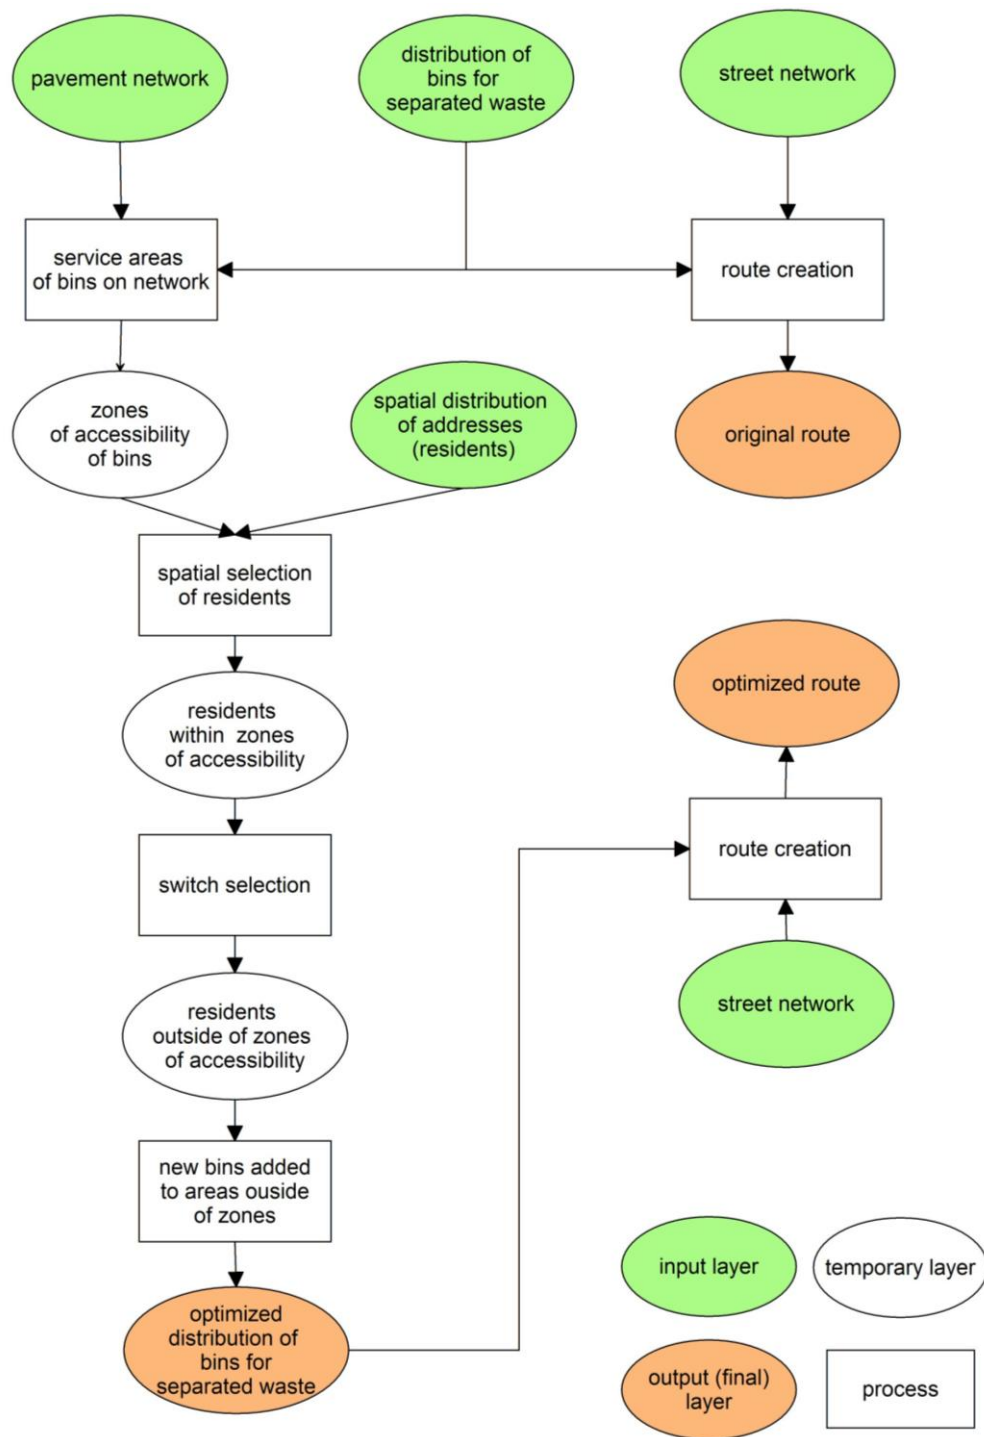 pavement network
distribution of
bins for
separated waste
street network
service areas
of bins on network
route creation
zones
of accessibility
of bins
spatial distribution
of addresses
(residents)
original route
spatial selection
of residents
residents
within zones
of accessibility
optimized route
switch selection
route creation
residents
outside of zones
of accessibility
street network
new bins added
to areas ouside
of zones
optimized
distribution of
bins for
separated waste
input layer
temporary layer
output (final)
layer
process